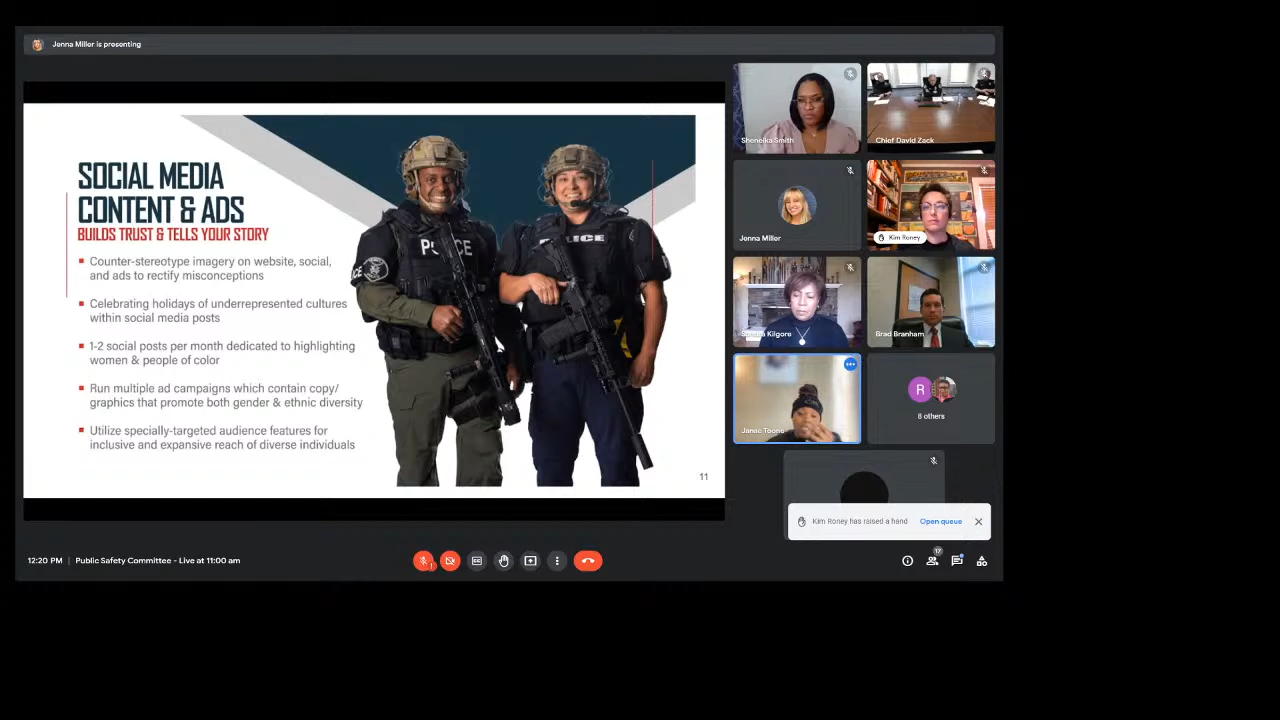 Jenna Miller is presenting
SOCIAL MEDIA
CONTENT & ADS
BUILDS TRUST & TELLS YOUR STORY
▪ Counter-stereotype imagery on website, social,
and ads to rectify misconceptions
▪ Celebrating holidays of underrepresented cultures
within social media posts
▪ 1-2 social posts per month dedicated to highlighting
women & people of color
▪ Run multiple ad campaigns which contain copy/
graphics that promote both gender & ethnic diversity
▪ Utilize specially-targeted audience features for
inclusive and expansive reach of diverse individuals
POLICE
POLICE
11
Sheneika Smith
Chief David Zack
Jenna Miller
Kim Roney
Kilgore
Brad Branham
Janae Toone
R
8 others
Kim Roney has raised a hand
Open queue
12:20 PM | Public Safety Committee - Live at 11:00 am
17